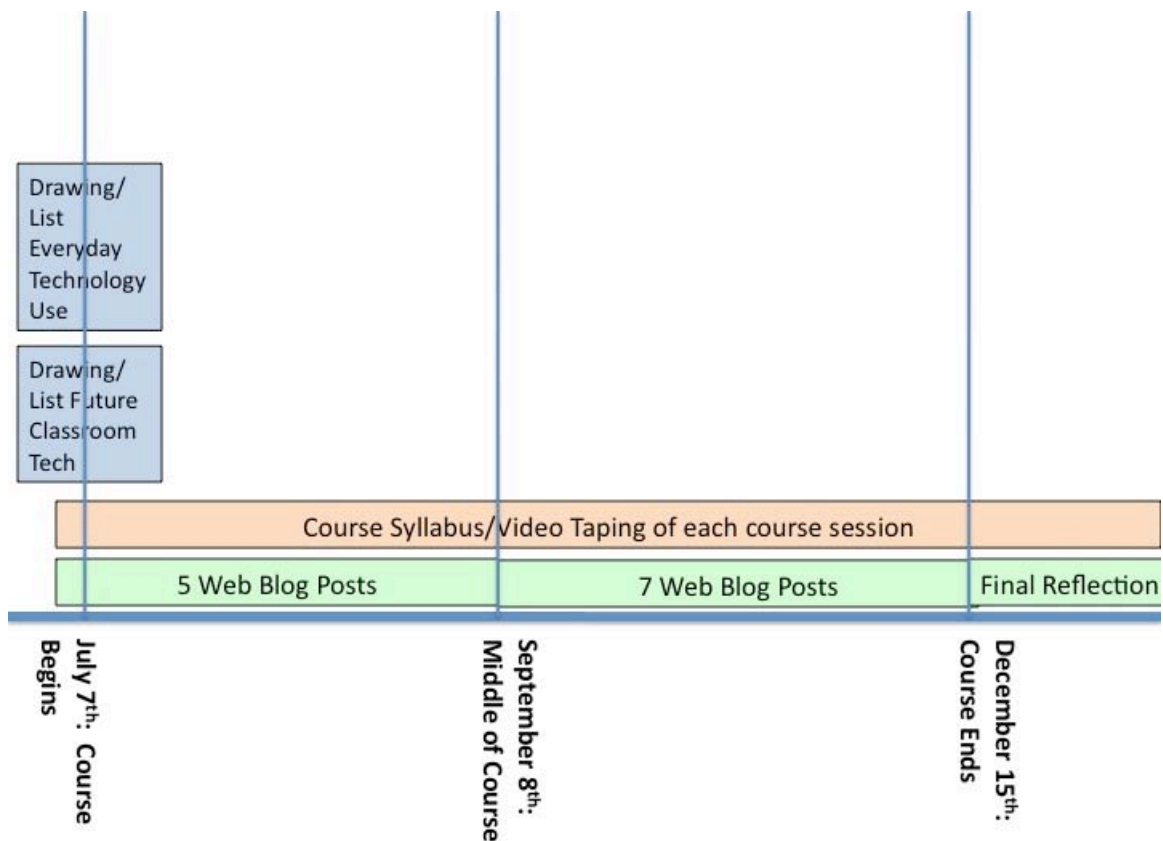 Drawing/
List
Everyday
Technology
Use
Drawing/
List Future
Classroom
Tech
Course Syllabus/Video Taping of each course session
5 Web Blog Posts
7 Web Blog Posts
Final Reflection
July 7th: Course
Begins
September 8th:
Middle of Course
December 15th:
Course Ends